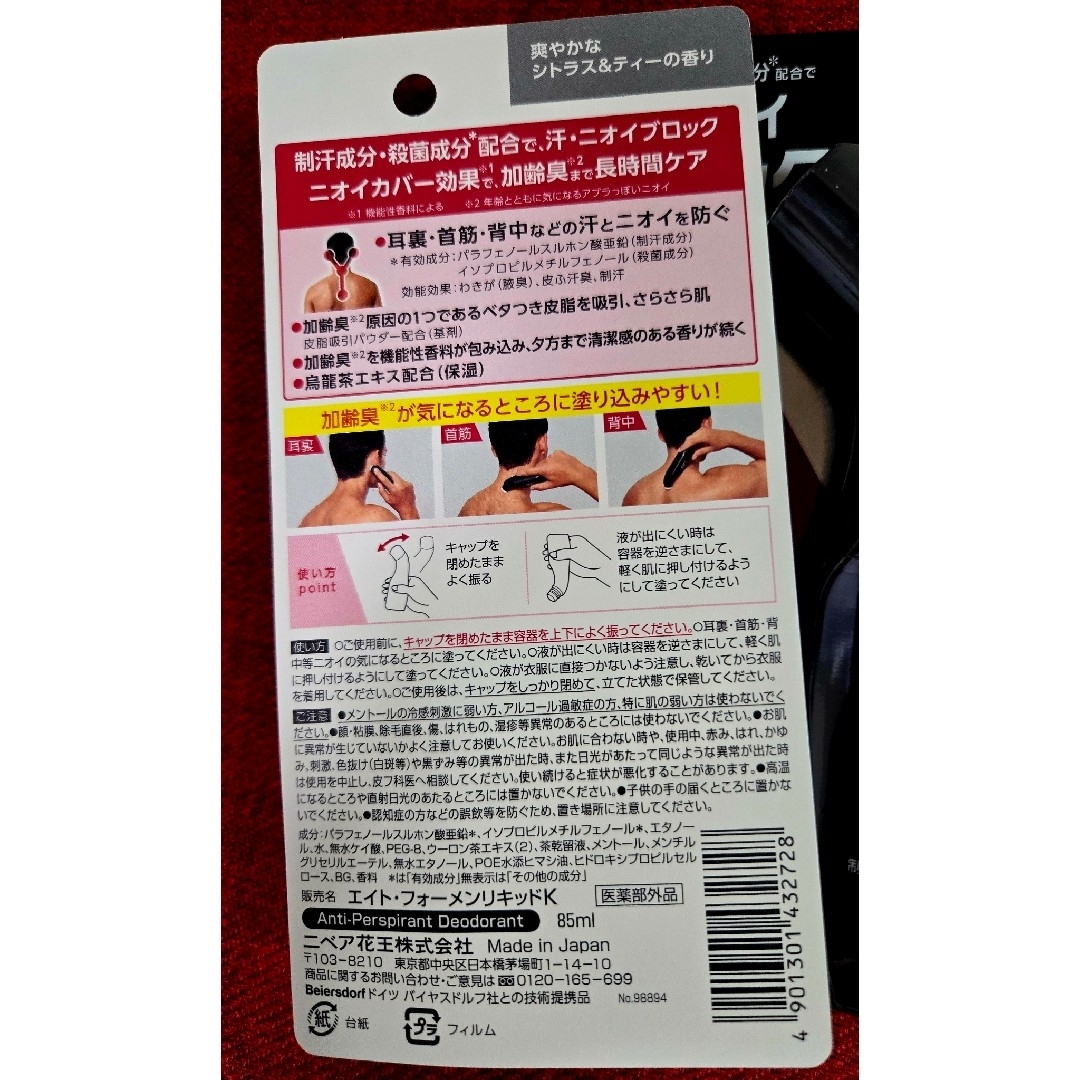 爽やかな
シトラス&ティーの香り
分*配合で
イ
制汗成分・殺菌成分*配合で、汗・ニオイブロック
ニオイカバー効果※1で、加齢臭※2まで長時間ケア
※1 機能性香料による ※2 年齢とともに気になるアブラっぽいニオイ
●耳裏・首筋・背中などの汗とニオイを防ぐ
*有効成分:パラフェノールスルホン酸亜鉛(制汗成分)
イソプロピルメチルフェノール(殺菌成分)
効能効果:わきが(腋臭)、皮ふ汗臭、制汗
●加齢臭※2原因の1つであるベタつき皮脂を吸引、さらさら肌
皮脂吸引パウダー配合(基剤)
●加齢臭※2を機能性香料が包み込み、夕方まで清潔感のある香りが続く
●烏龍茶エキス配合(保湿)
加齢臭※2が気になるところに塗り込みやすい!
耳裏
首筋
背中
使い方
point
キャップを
閉めたまま
よく振る
液が出にくい時は
容器を逆さまにして、
軽く肌に押し付けるよう
にして塗ってください
使い方 ○ご使用前に、キャップを閉めたまま容器を上下によく振ってください。○耳裏・首筋・背
中等ニオイの気になるところに塗ってください。○液が出にくい時は容器を逆さまにして、軽く肌
に押し付けるようにして塗ってください。○液が衣服に直接つかないよう注意し、乾いてから衣服
を着用してください。○ご使用後は、キャップをしっかり閉めて、立てた状態で保管してください。
ご注意 ●メントールの冷感刺激に弱い方、アルコール過敏症の方、特に肌の弱い方は使わないでく
ださい。●顔・粘膜、除毛直後、傷、はれもの、湿疹等異常のあるところには使わないでください。●お肌
に異常が生じていないかよく注意してお使いください。お肌に合わない時や、使用中、赤み、はれ、かゆ
み、刺激、色抜け(白斑等)や黒ずみ等の異常が出た時、また日光があたって同じような異常が出た時
は使用を中止し、皮フ科医へ相談してください。使い続けると症状が悪化することがあります。●高温
になるところや直射日光のあたるところには置かないでください。●子供の手の届くところに置かな
いでください。●認知症の方などの誤飲等を防ぐため、置き場所に注意してください。
成分:パラフェノールスルホン酸亜鉛*、イソプロピルメチルフェノール*、エタノー
ル、水、無水ケイ酸、PEG-8、ウーロン茶エキス(2)、茶乾留液、メントール、メンチル
グリセリルエーテル、無水エタノール、POE水添ヒマシ油、ヒドロキシプロピルセル
ロース、BG、香料 *は「有効成分」無表示は「その他の成分」
販売名 エイト・フォーメンリキッドK 医薬部外品
Anti-Perspirant Deodorant 85ml
ニベア花王株式会社 Made in Japan
〒103-8210 東京都中央区日本橋茅場町1-14-10
商品に関するお問い合わせ・ご意見は 0120-165-699
Beiersdorf ドイツ バイヤスドルフ社との技術提携品 No.98894
紙 台紙 プラ フィルム
4 901301 432728
制